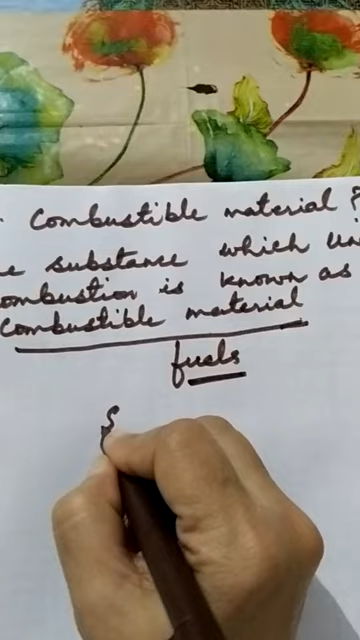 Combustible material ?
substance which
combustion is known as
Combustible material
fuels
S